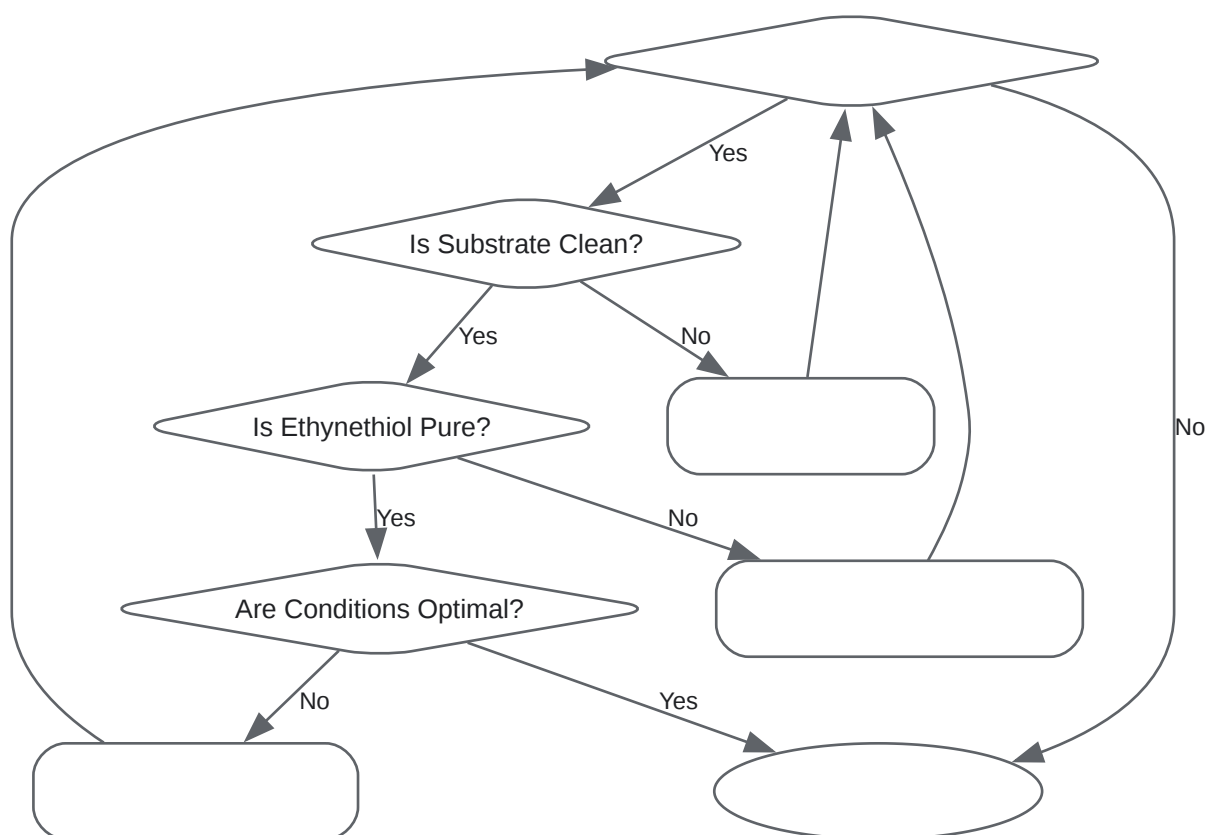 Yes
Is Substrate Clean?
Yes
No
Is Ethynethiol Pure?
No
Yes
No
Are Conditions Optimal?
No
Yes